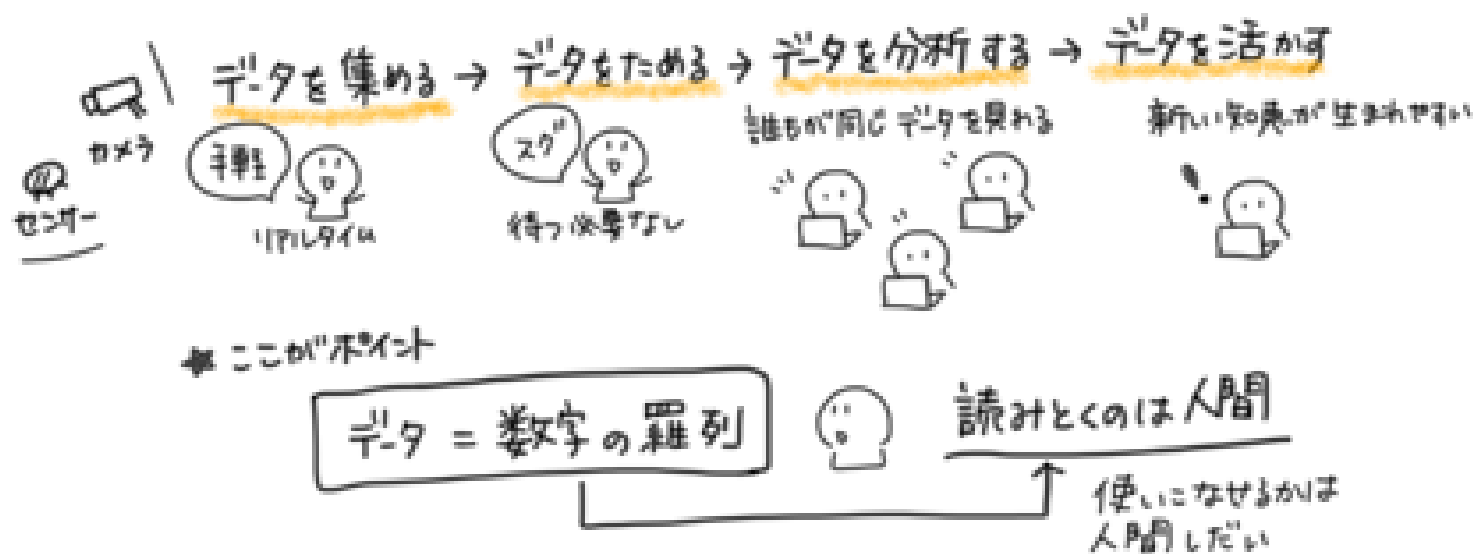 データを集める → データをためる → データを分析する → データを活かす
カメラ
センサー
手軽
リアルタイム
スグ
待つ必要ない
誰もが同じデータを見れる
新しい知恵が生まれやすい
!
★ここがポイント
データ = 数字の羅列
読みとくのは人間
使いこなせるかは
人間しだい